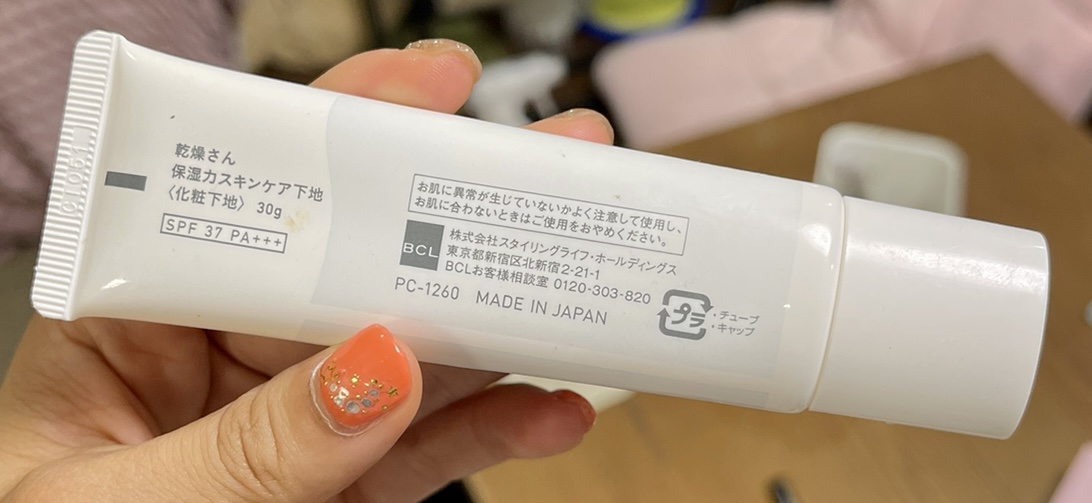 乾燥さん
保湿力スキンケア下地
〈化粧下地〉 30g
SPF 37 PA+++
お肌に異常が生じていないかよく注意して使用し、
お肌に合わないときはご使用をおやめください。
BCL
株式会社スタイリングライフ・ホールディングス
東京都新宿区北新宿2-21-1
BCLお客様相談室 0120-303-820
PC-1260 MADE IN JAPAN
プラ
・チューブ
・キャップ